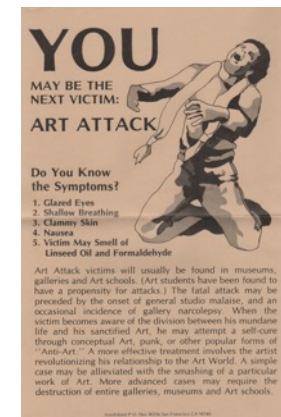 YOU
MAY BE THE
NEXT VICTIM:
ART ATTACK
Do You Know
the Symptoms?
1. Glazed Eyes
2. Shallow Breathing
3. Clammy Skin
4. Nausea
5. Victim May Smell of
Linseed Oil and Formaldehyde
Art Attack victims will usually be found in museums,
galleries and Art schools. (Art students have been found to
have a propensity for attacks.) The fatal attack may be
preceded by the onset of general studio malaise, and an
occasional incidence of gallery narcolepsy. When the
victim becomes aware of the division between his mundane
life and his sanctified Art, he may attempt a self-cure
through conceptual Art, punk, or other popular forms of
"Anti-Art." A more effective treatment involves the artist
revolutionizing his relationship to the Art World. A simple
case may be allievated with the smashing of a particular
work of Art. More advanced cases may require the
destruction of entire galleries, museums and Art schools.